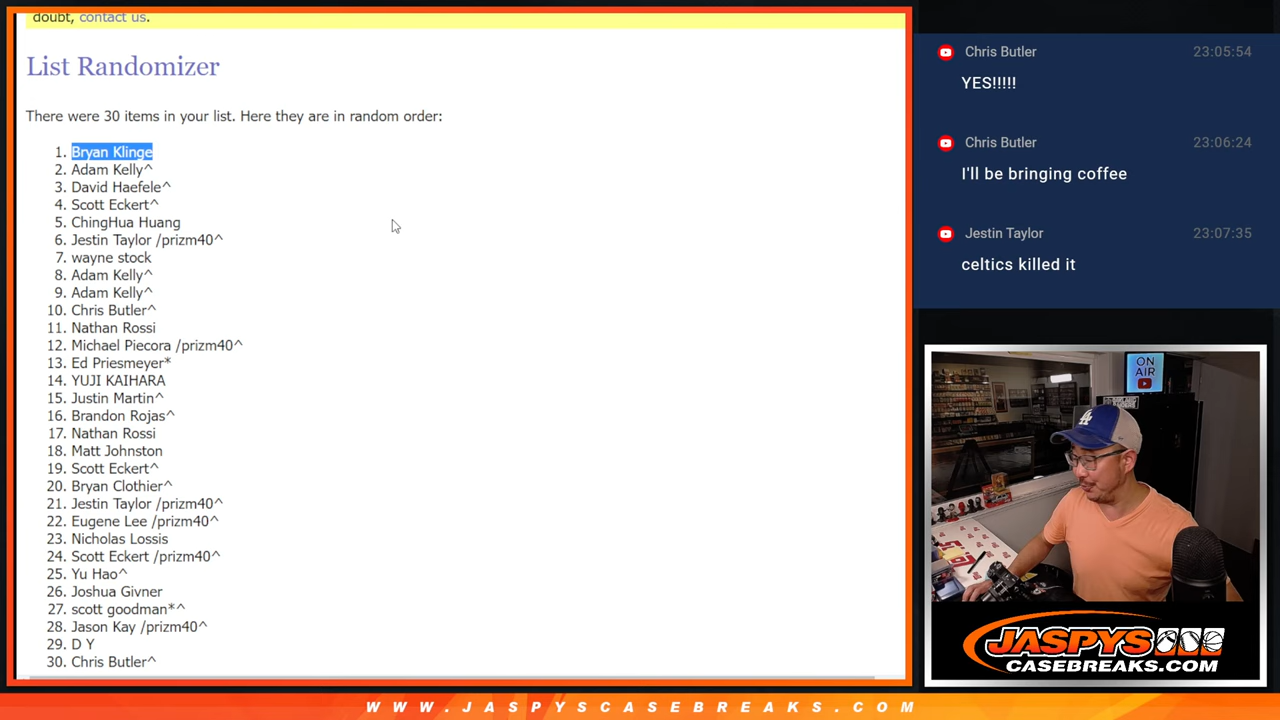 doubt, contact us.
List Randomizer
There were 30 items in your list. Here they are in random order:
1. Bryan Klinge
2. Adam Kelly^
3. David Haefele^
4. Scott Eckert^
5. ChingHua Huang
6. Jestin Taylor /prizm40^
7. wayne stock
8. Adam Kelly^
9. Adam Kelly^
10. Chris Butler^
11. Nathan Rossi
12. Michael Piecora /prizm40^
13. Ed Priesmeyer*
14. YUJI KAIHARA
15. Justin Martin^
16. Brandon Rojas^
17. Nathan Rossi
18. Matt Johnston
19. Scott Eckert^
20. Bryan Clothier^
21. Jestin Taylor /prizm40^
22. Eugene Lee /prizm40^
23. Nicholas Lossis
24. Scott Eckert /prizm40^
25. Yu Hao^
26. Joshua Givner
27. scott goodman*^
28. Jason Kay /prizm40^
29. D Y
30. Chris Butler^
Chris Butler 23:05:54
YES!!!!!
Chris Butler 23:06:24
I'll be bringing coffee
Jestin Taylor 23:07:35
celtics killed it
ON
AIR
LA
JASPYS
CASEBREAKS.COM
WWW.JASPYSCASEBREAKS.COM